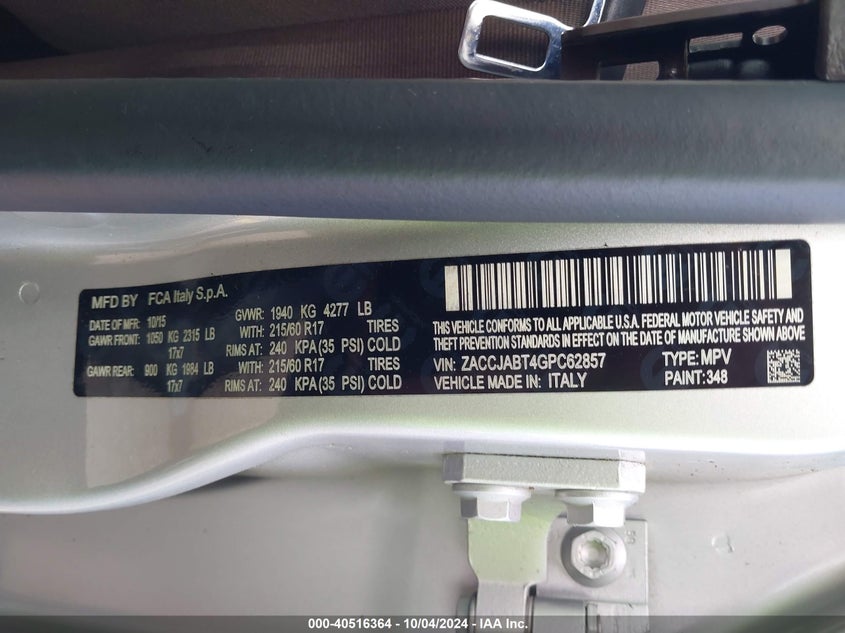 MFD BY FCA Italy S.p.A.
DATE OF MFR: 10/15 GVWR: 1940 KG 4277 LB
GAWR FRONT: 1050 KG 2315 LB WITH: 215/60 R17 TIRES
17x7 RIMS AT: 240 KPA(35 PSI) COLD
GAWR REAR: 900 KG 1984 LB WITH: 215/60 R17 TIRES
17x7 RIMS AT: 240 KPA(35 PSI) COLD
THIS VEHICLE CONFORMS TO ALL APPLICABLE U.S.A. FEDERAL MOTOR VEHICLE SAFETY AND
THEFT PREVENTION STANDARDS IN EFFECT ON THE DATE OF MANUFACTURE SHOWN ABOVE.
VIN: ZACCJABT4GPC62857 TYPE: MPV
VEHICLE MADE IN: ITALY PAINT: 348
000-40516364 - 10/04/2024 - IAA Inc.